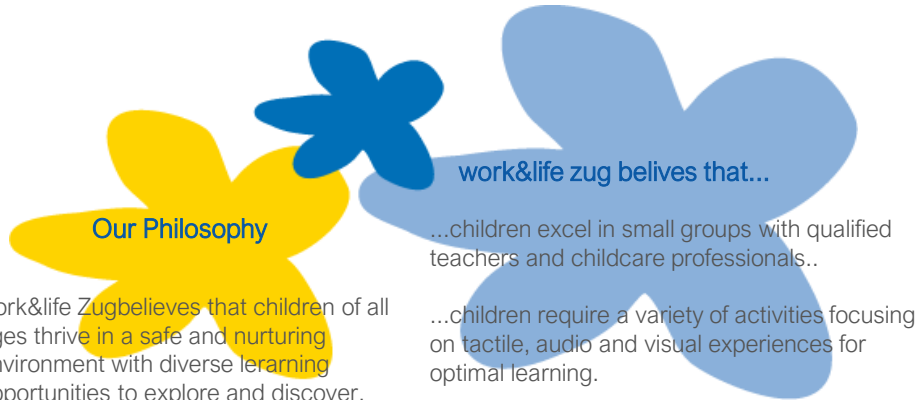 Our Philosophy
ork&life Zugbelieves that children of all
ges thrive in a safe and nurturing
nvironment with diverse lerarning
pportunities to explore and discover.
work&life zug belives that...
...children excel in small groups with qualified
teachers and childcare professionals..
...children require a variety of activities focusing
on tactile, audio and visual experiences for
optimal learning.